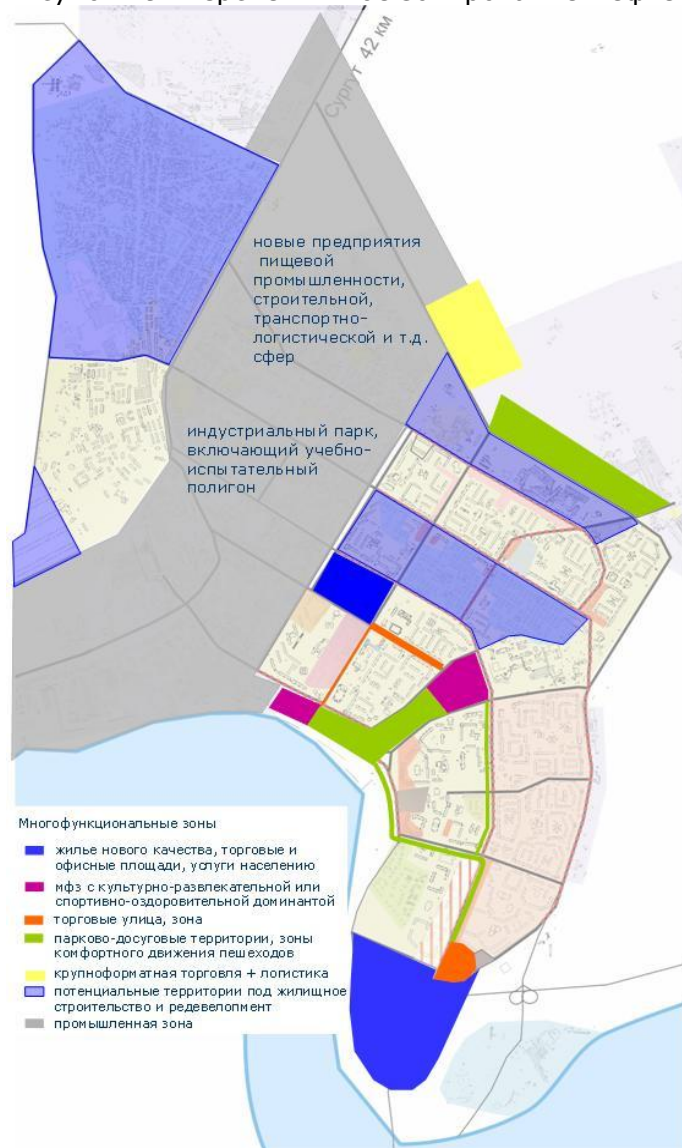 Сургут 42 км
новые предприятия
пищевой
промышленности,
строительной,
транспортно-
логистической и т.д.
сфер
индустриальный парк,
включающий учебно-
испытательный
полигон
Многофункциональные зоны
жилье нового качества, торговые и
офисные площади, услуги населению
мфз с культурно-развлекательной или
спортивно-оздоровительной доминантой
торговые улица, зона
парково-досуговые территории, зоны
комфортного движения пешеходов
крупноформатная торговля + логистика
потенциальные территории под жилищное
строительство и редевелопмент
промышленная зона